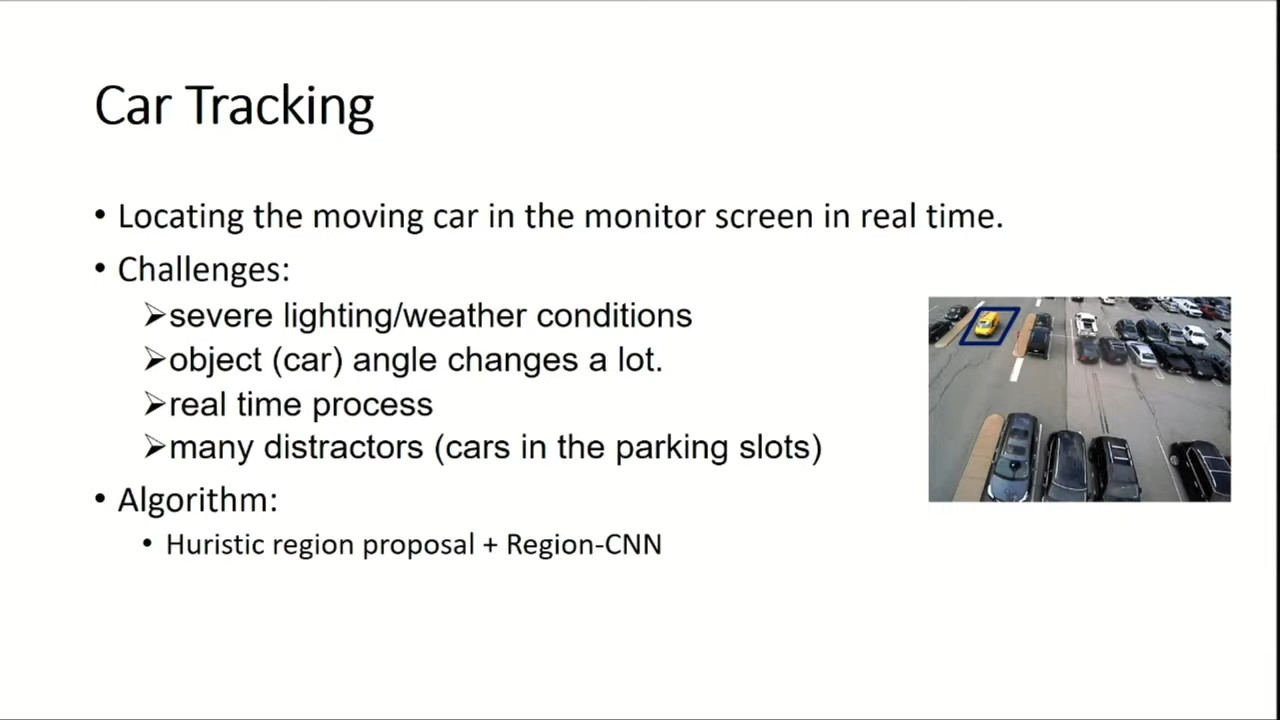 Car Tracking
• Locating the moving car in the monitor screen in real time.
• Challenges:
➢severe lighting/weather conditions
➢object (car) angle changes a lot.
➢real time process
➢many distractors (cars in the parking slots)
• Algorithm:
• Huristic region proposal + Region-CNN